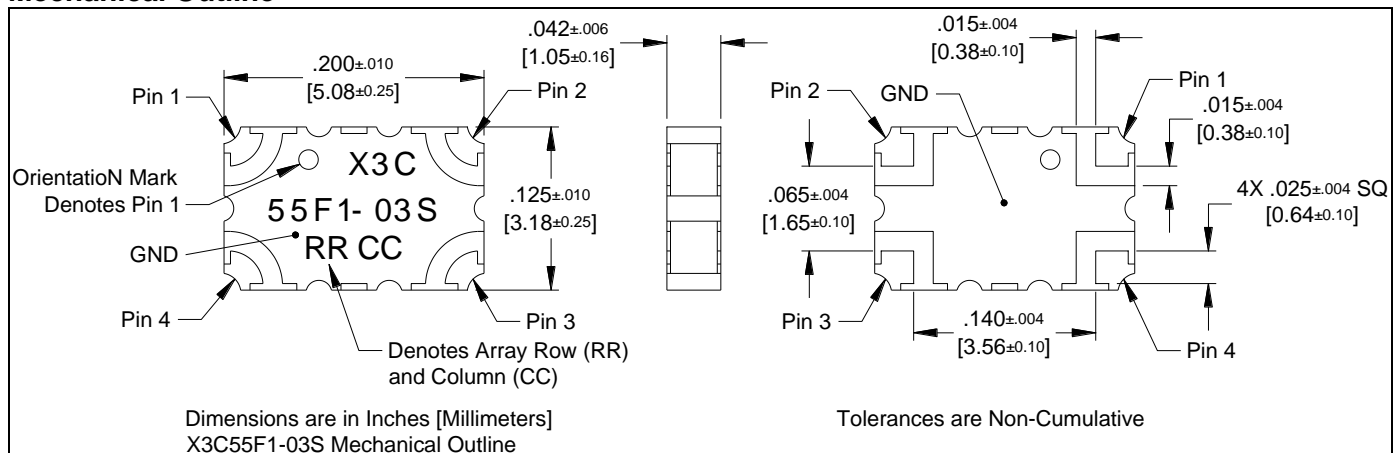 Mechanical Outline
.200±.010
[5.08±0.25]
Pin 1
Pin 2
OrientatioN Mark
Denotes Pin 1
X3C
55F1- 03S
RR CC
GND
.125±.010
[3.18±0.25]
Pin 4
Pin 3
Denotes Array Row (RR)
and Column (CC)
.042±.006
[1.05±0.16]
.015±.004
[0.38±0.10]
Pin 2
GND
Pin 1
.015±.004
[0.38±0.10]
.065±.004
[1.65±0.10]
4X .025±.004 SQ
[0.64±0.10]
Pin 3
.140±.004
[3.56±0.10]
Pin 4
Dimensions are in Inches [Millimeters]
X3C55F1-03S Mechanical Outline
Tolerances are Non-Cumulative